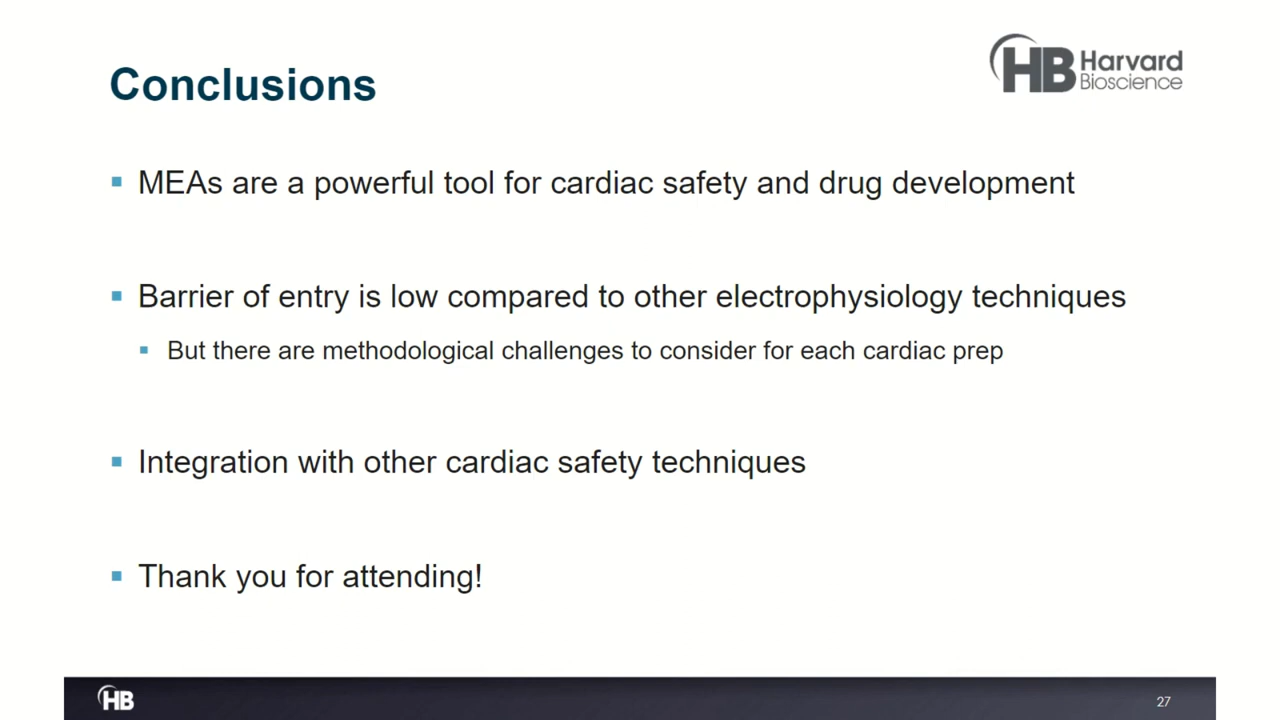 Conclusions
HB Harvard
Bioscience
MEAs are a powerful tool for cardiac safety and drug development
Barrier of entry is low compared to other electrophysiology techniques
But there are methodological challenges to consider for each cardiac prep
Integration with other cardiac safety techniques
Thank you for attending!
HB
27